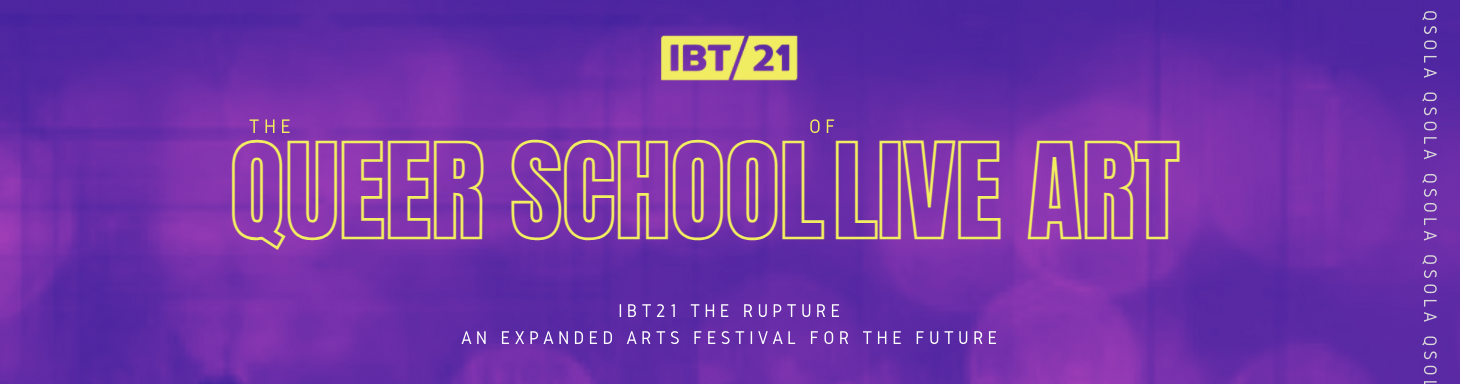 IBT/21
THE OF
QUEER SCHOOL LIVE ART
IBT21 THE RUPTURE
AN EXPANDED ARTS FESTIVAL FOR THE FUTURE
QSOLA QSOLA QSOLA QSOLA QSOL